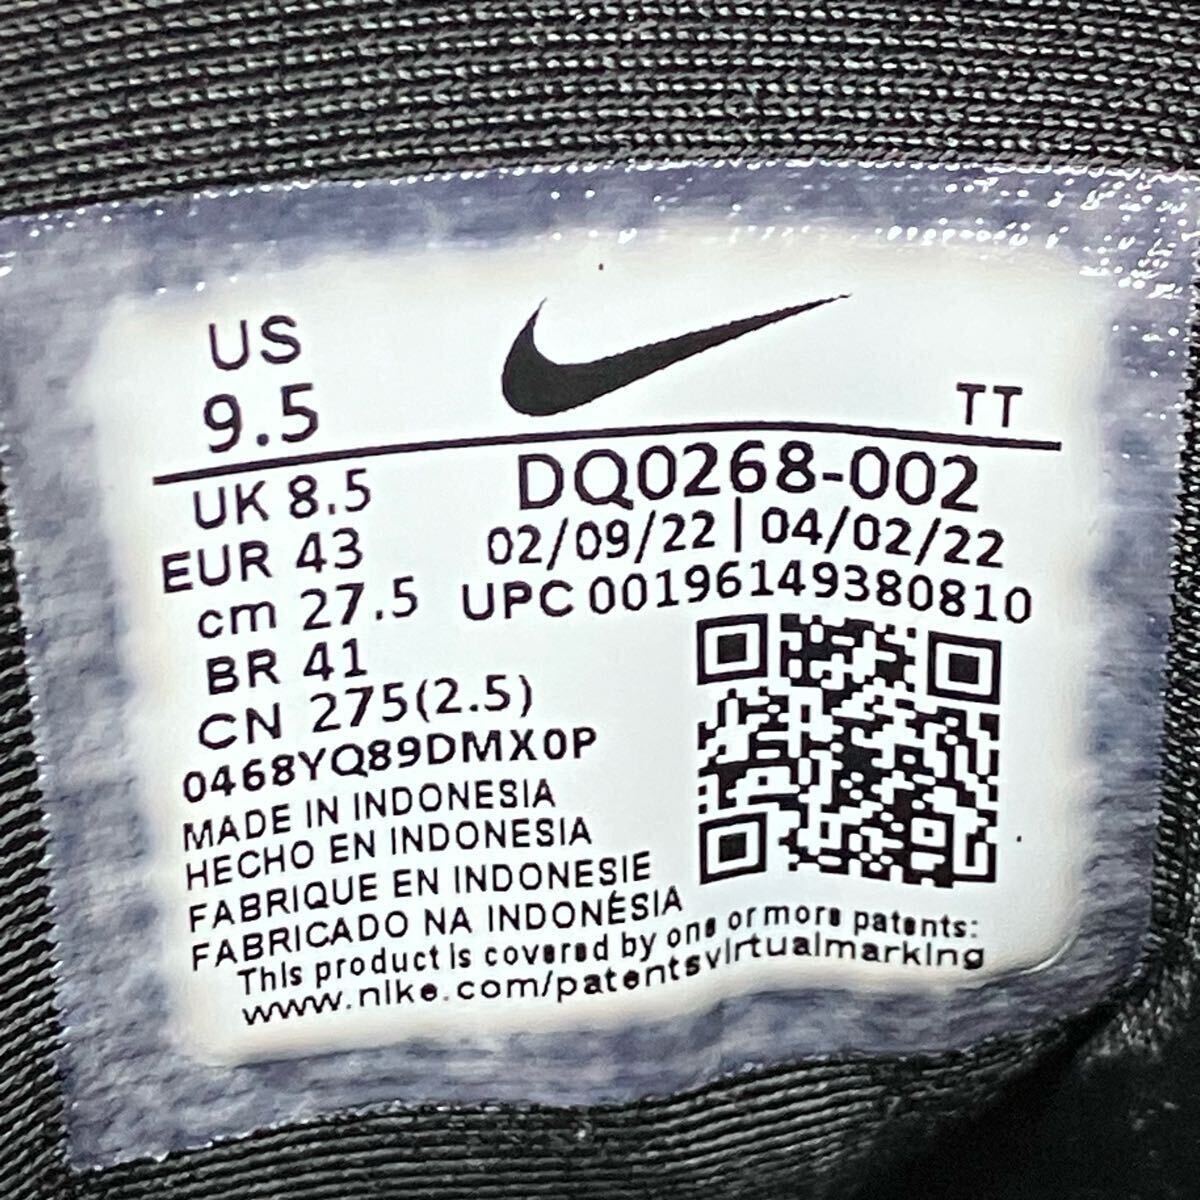 US
9.5
TT
UK 8.5
EUR 43
cm 27.5
BR 41
CN 275(2.5)
DQ0268-002
02/09/22 | 04/02/22
UPC 00196149380810
0468YQ89DMX0P
MADE IN INDONESIA
HECHO EN INDONESIA
FABRIQUE EN INDONESIE
FABRICADO NA INDONÉSIA
This product is covered by one or more patents:
www.nike.com/patentsvirtualmarking